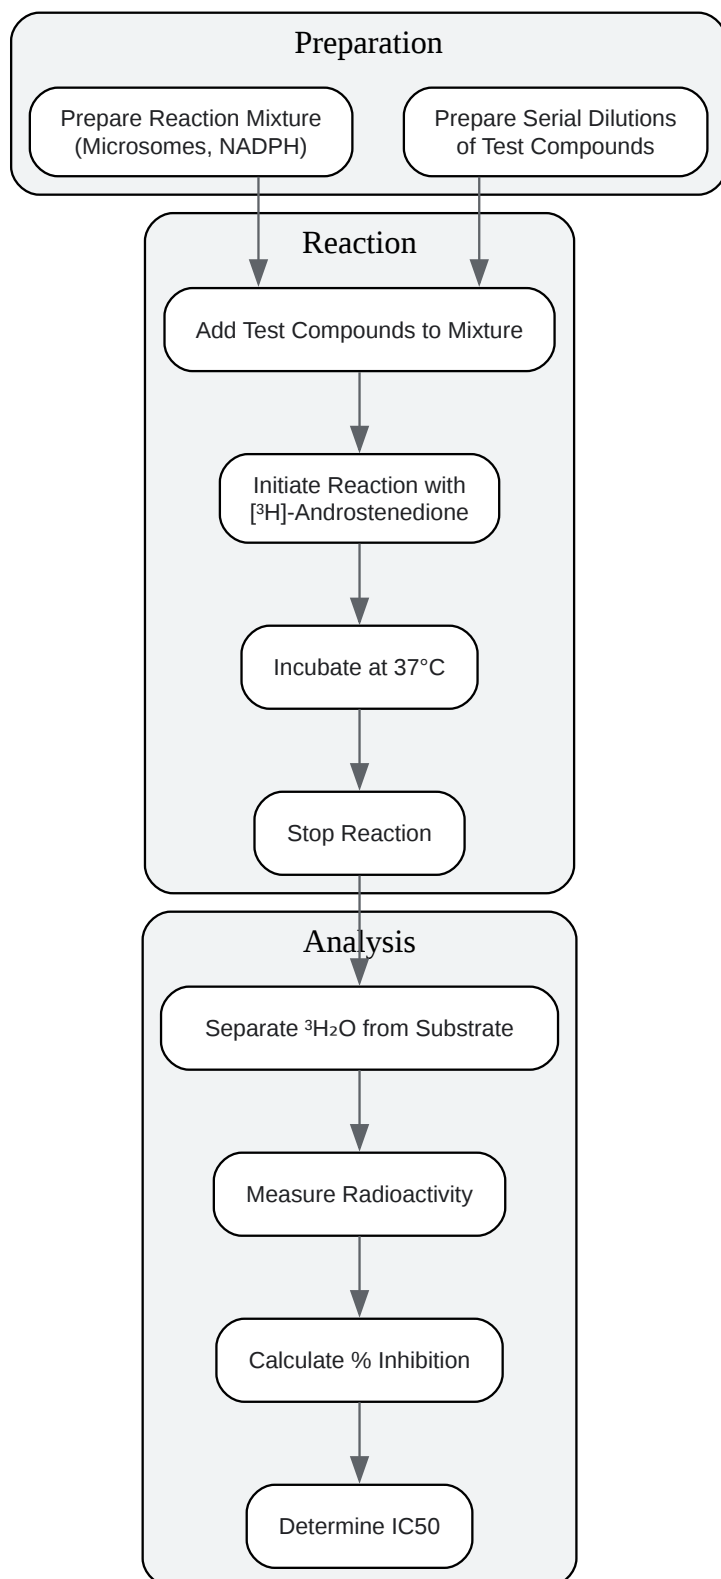 Preparation
Prepare Reaction Mixture
(Microsomes, NADPH)
Prepare Serial Dilutions
of Test Compounds
Reaction
Add Test Compounds to Mixture
Initiate Reaction with
[³H]-Androstenedione
Incubate at 37°C
Stop Reaction
Analysis
Separate ³H₂O from Substrate
Measure Radioactivity
Calculate % Inhibition
Determine IC50